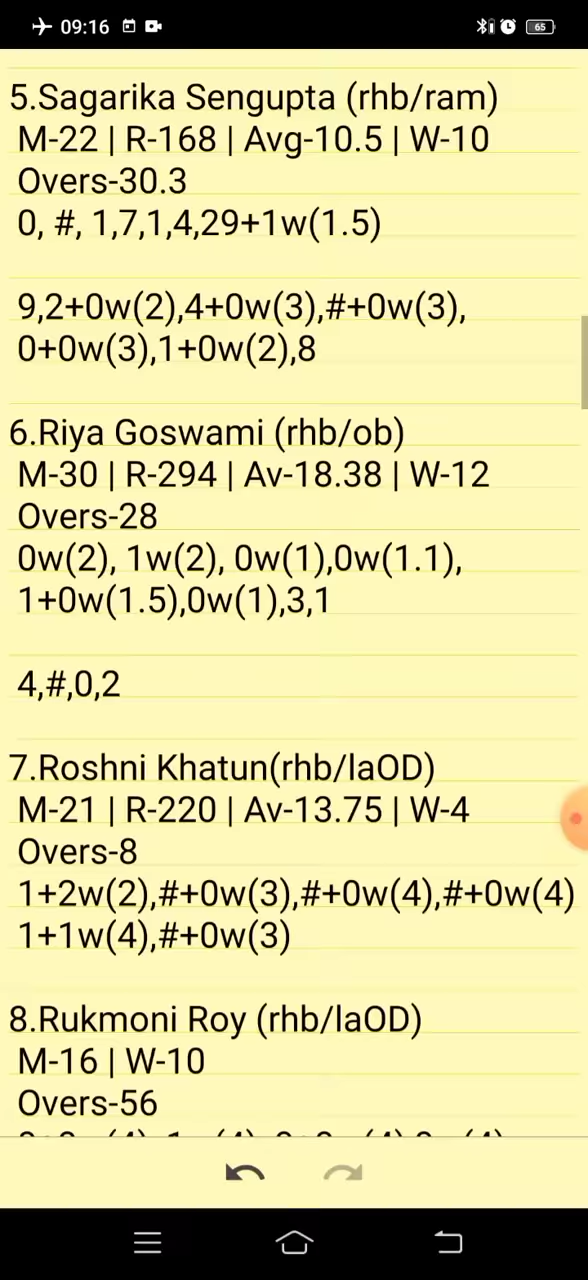 09:16
65
5.Sagarika Sengupta (rhb/ram)
M-22 | R-168 | Avg-10.5 | W-10
Overs-30.3
0, #, 1,7,1,4,29+1w(1.5)
9,2+0w(2),4+0w(3),#+0w(3),
0+0w(3),1+0w(2),8
6.Riya Goswami (rhb/ob)
M-30 | R-294 | Av-18.38 | W-12
Overs-28
0w(2), 1w(2), 0w(1),0w(1.1),
1+0w(1.5),0w(1),3,1
4,#,0,2
7.Roshni Khatun(rhb/laOD)
M-21 | R-220 | Av-13.75 | W-4
Overs-8
1+2w(2),#+0w(3),#+0w(4),#+0w(4)
1+1w(4),#+0w(3)
8.Rukmoni Roy (rhb/laOD)
M-16 | W-10
Overs-56